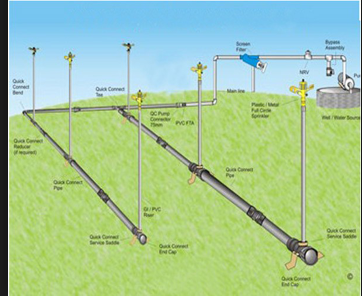 Screen
Filter
Bypass
Assembly
NRV
Quick
Connect
Bend
Quick Connect
Tee
Main line
QC Pump
Connector
75mm
PVC FTA
Plastic / Metal
Full Circle
Sprinkler
Well / Water Source
Quick Connect
Reducer
(if required)
Quick Connect
Pipe
Quick Connect
Pipe
GI / PVC
Riser
Quick Connect
Service Saddle
Quick Connect
End Cap
Quick Connect
Service Saddle
Quick Connect
End Cap
©